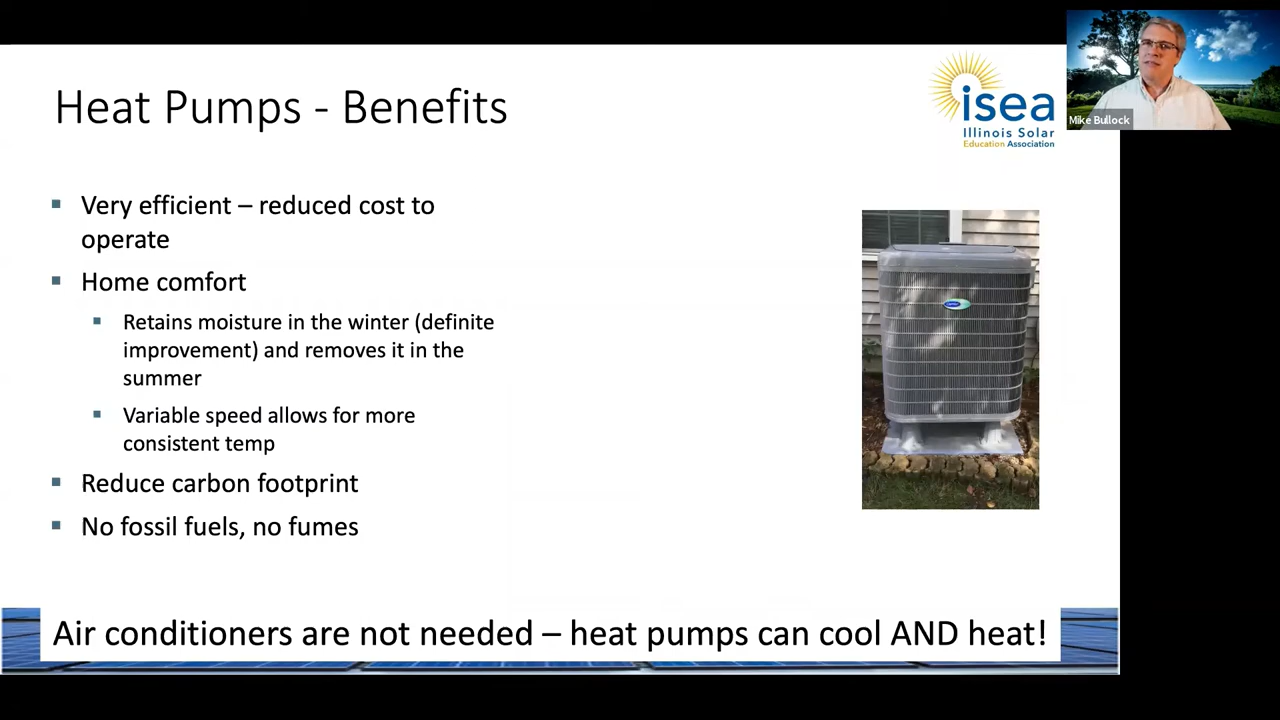 Heat Pumps - Benefits
isea
Illinois Solar
Education Association
Mike Bullock
Very efficient – reduced cost to
operate
Home comfort
Retains moisture in the winter (definite
improvement) and removes it in the
summer
Variable speed allows for more
consistent temp
Reduce carbon footprint
No fossil fuels, no fumes
Air conditioners are not needed – heat pumps can cool AND heat!